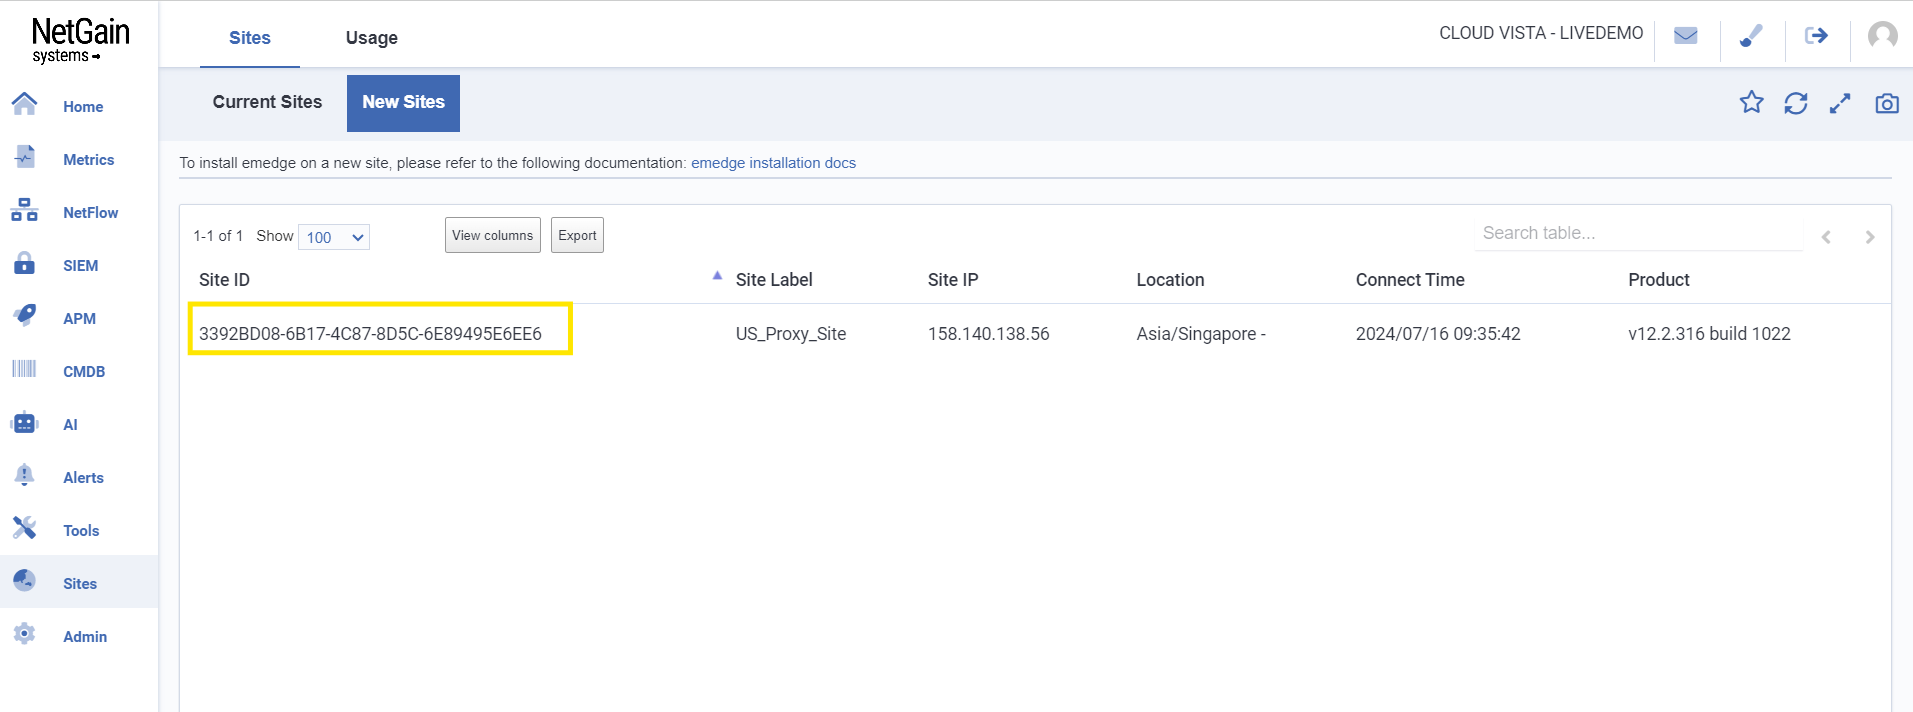 NetGain
systems
Sites Usage
CLOUD VISTA - LIVEDEMO
Home
Metrics
NetFlow
SIEM
APM
CMDB
AI
Alerts
Tools
Sites
Admin
Current Sites New Sites
To install emedge on a new site, please refer to the following documentation: emedge installation docs
1-1 of 1 Show 100 View columns Export Search table...
Site ID Site Label Site IP Location Connect Time Product
3392BD08-6B17-4C87-8D5C-6E89495E6EE6 US_Proxy_Site 158.140.138.56 Asia/Singapore - 2024/07/16 09:35:42 v12.2.316 build 1022